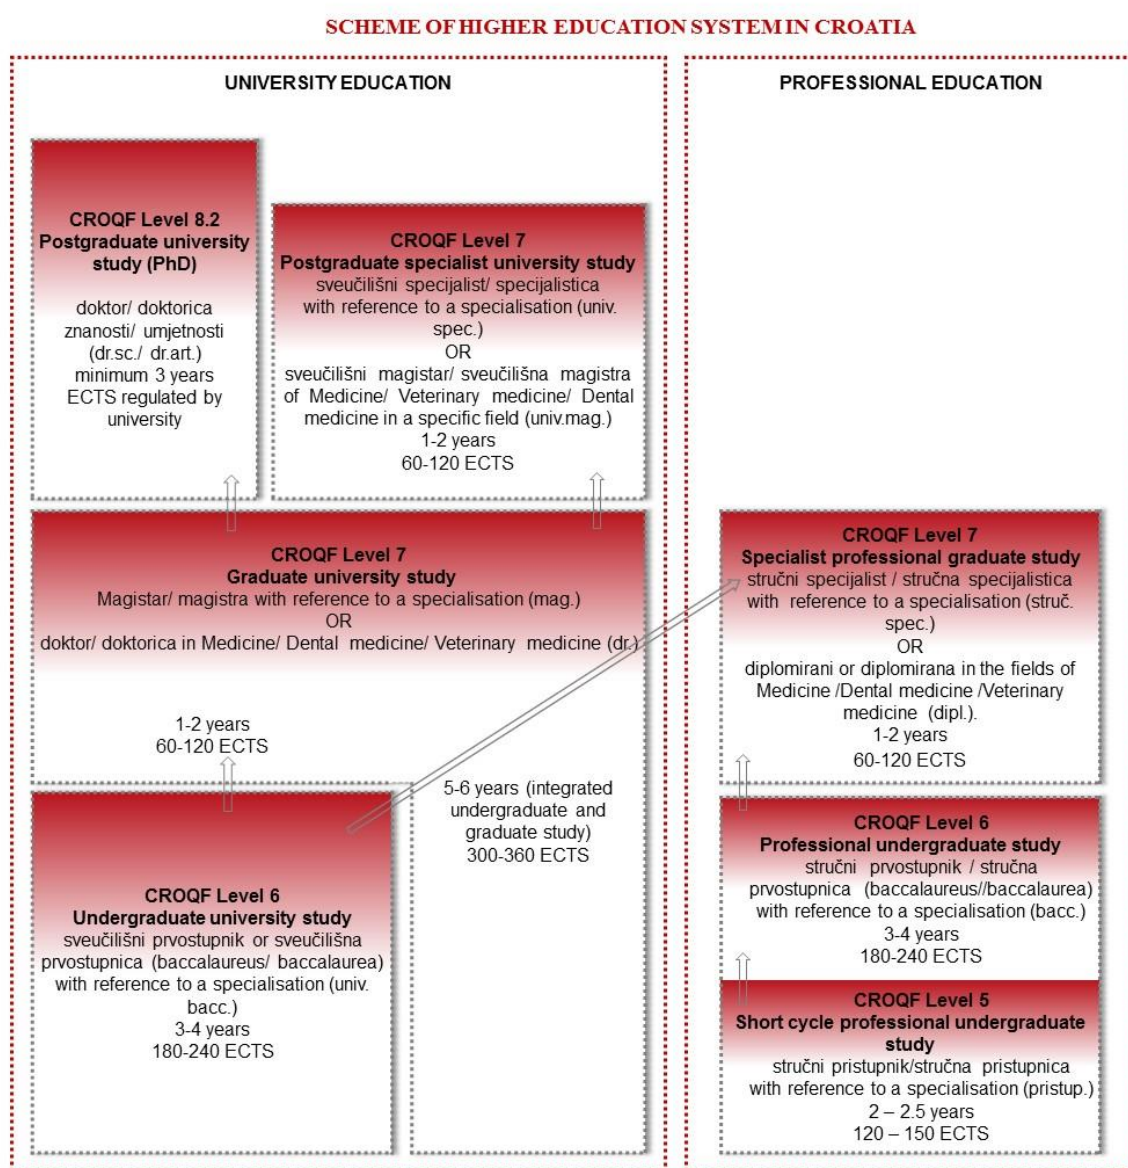 SCHEME OF HIGHER EDUCATION SYSTEM IN CROATIA
UNIVERSITY EDUCATION
CROQF Level 8.2
Postgraduate university
study (PhD)
doktor/ doktorica
znanosti/ umjetnosti
(dr.sc./ dr.art.)
minimum 3 years
ECTS regulated by
university
CROQF Level 7
Postgraduate specialist university study
sveučilišni specijalist/ specijalistica
with reference to a specialisation (univ.
spec.)
OR
sveučilišni magistar/ sveučilišna magistra
of Medicine/ Veterinary medicine/ Dental
medicine in a specific field (univ.mag.)
1-2 years
60-120 ECTS
CROQF Level 7
Graduate university study
Magistar/ magistra with reference to a specialisation (mag.)
OR
doktor/ doktorica in Medicine/ Dental medicine/ Veterinary medicine (dr.)
1-2 years
60-120 ECTS
5-6 years (integrated
undergraduate and
graduate study)
300-360 ECTS
CROQF Level 6
Undergraduate university study
sveučilišni prvostupnik or sveučilišna
prvostupnica (baccalaureus/ baccalaurea)
with reference to a specialisation (univ.
bacc.)
3-4 years
180-240 ECTS
PROFESSIONAL EDUCATION
CROQF Level 7
Specialist professional graduate study
stručni specijalist / stručna specijalistica
with reference to a specialisation (struč.
spec.)
OR
diplomirani or diplomirana in the fields of
Medicine /Dental medicine /Veterinary
medicine (dipl.).
1-2 years
60-120 ECTS
CROQF Level 6
Professional undergraduate study
stručni prvostupnik / stručna
prvostupnica (baccalaureus//baccalaurea)
with reference to a specialisation (bacc.)
3-4 years
180-240 ECTS
CROQF Level 5
Short cycle professional undergraduate
study
stručni pristupnik/stručna pristupnica
with reference to a specialisation (pristup.)
2 – 2.5 years
120 – 150 ECTS